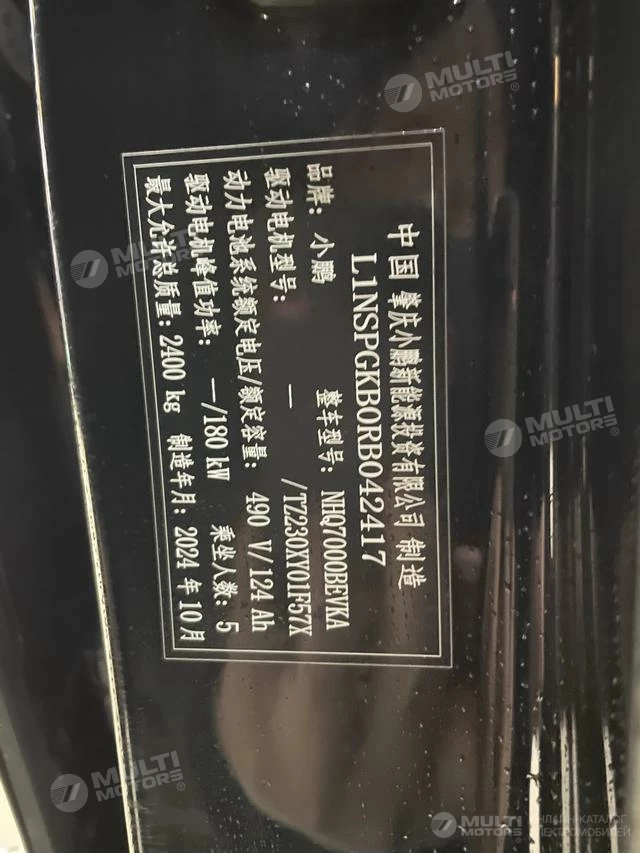 中国 肇庆小鹏新能源投资有限公司 制造
L1NSPGKB0RB042417
品牌: 小鹏 整车型号: NHQ7000BEVKA
驱动电机型号: — /TZ230XY01F57X
动力电池系统额定电压/额定容量: 490 V/124 Ah
驱动电机峰值功率: —/180 kW 乘坐人数: 5
最大允许总质量: 2400 kg 制造年月: 2024 年 10 月
MULTI MOTORS®
MULTI MOTORS®
MULTI MOTORS®
MULTI MOTORS®
MULTI MOTORS® ОНЛАЙН-КАТАЛОГ ЭЛЕКТРОМОБИЛЕЙ